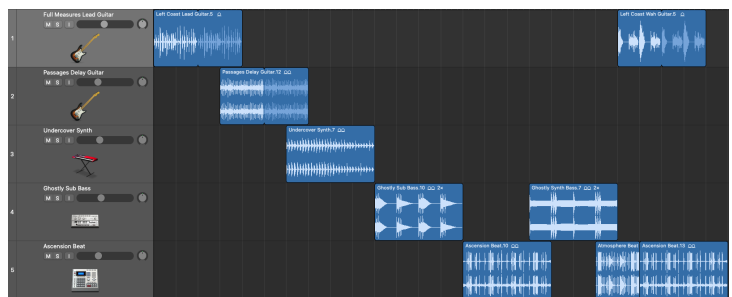 Full Measures Lead Guitar
M S I
Left Coast Lead Guitar.5
Left Coast Wah Guitar.5
1
Passages Delay Guitar
M S I
Passages Delay Guitar.12
2
Undercover Synth
M S I
Undercover Synth.7
3
Ghostly Sub Bass
M S I
Ghostly Sub Bass.10 2+
Ghostly Synth Bass.7 2+
4
Ascension Beat
M S I
Ascension Beat.10
Atmosphere Beat
Ascension Beat.13
5